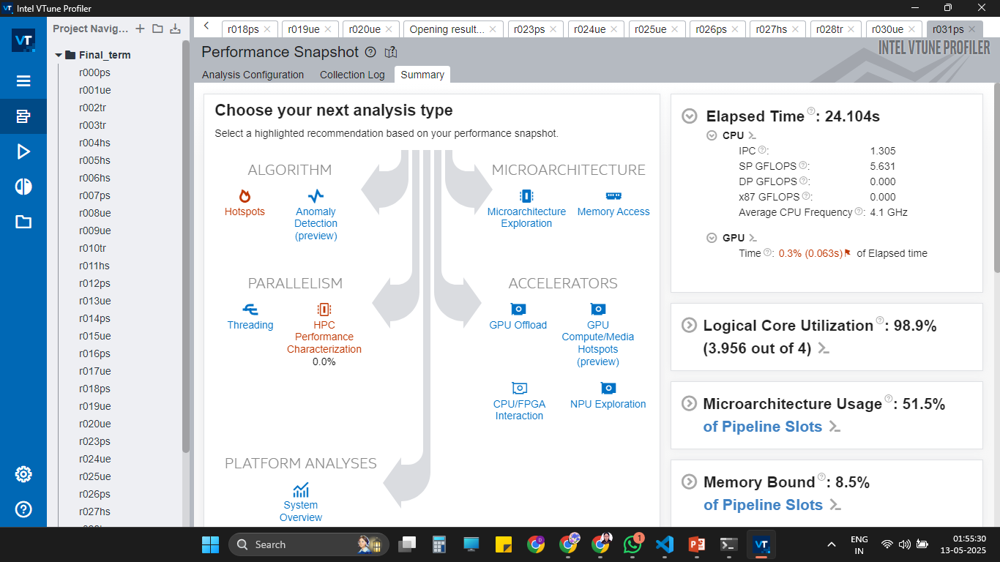 Intel VTune Profiler
VT
Project Navig...
Final_term
r000ps
r001ue
r002tr
r003tr
r004hs
r005hs
r006hs
r007ps
r008ue
r009ue
r010tr
r011hs
r012ps
r013ue
r014ps
r015ue
r016ps
r017ue
r018ps
r019ue
r020ue
r023ps
r024ue
r025ue
r026ps
r027hs
r018ps
r019ue
r020ue
Opening result...
r023ps
r024ue
r025ue
r026ps
r027hs
r028tr
r030ue
r031ps
Performance Snapshot
INTEL VTUNE PROFILER
Analysis Configuration
Collection Log
Summary
Choose your next analysis type
Select a highlighted recommendation based on your performance snapshot.
ALGORITHM
Hotspots
Anomaly
Detection
(preview)
MICROARCHITECTURE
Microarchitecture
Exploration
Memory Access
PARALLELISM
Threading
HPC
Performance
Characterization
0.0%
ACCELERATORS
GPU Offload
GPU
Compute/Media
Hotspots
(preview)
CPU/FPGA
Interaction
NPU Exploration
PLATFORM ANALYSES
System
Overview
Elapsed Time : 24.104s
CPU
IPC : 1.305
SP GFLOPS : 5.631
DP GFLOPS : 0.000
x87 GFLOPS : 0.000
Average CPU Frequency : 4.1 GHz
GPU
Time : 0.3% (0.063s) of Elapsed time
Logical Core Utilization : 98.9%
(3.956 out of 4)
Microarchitecture Usage : 51.5%
of Pipeline Slots
Memory Bound : 8.5%
of Pipeline Slots
Search
1
VT
ENG
IN
01:55:30
13-05-2025